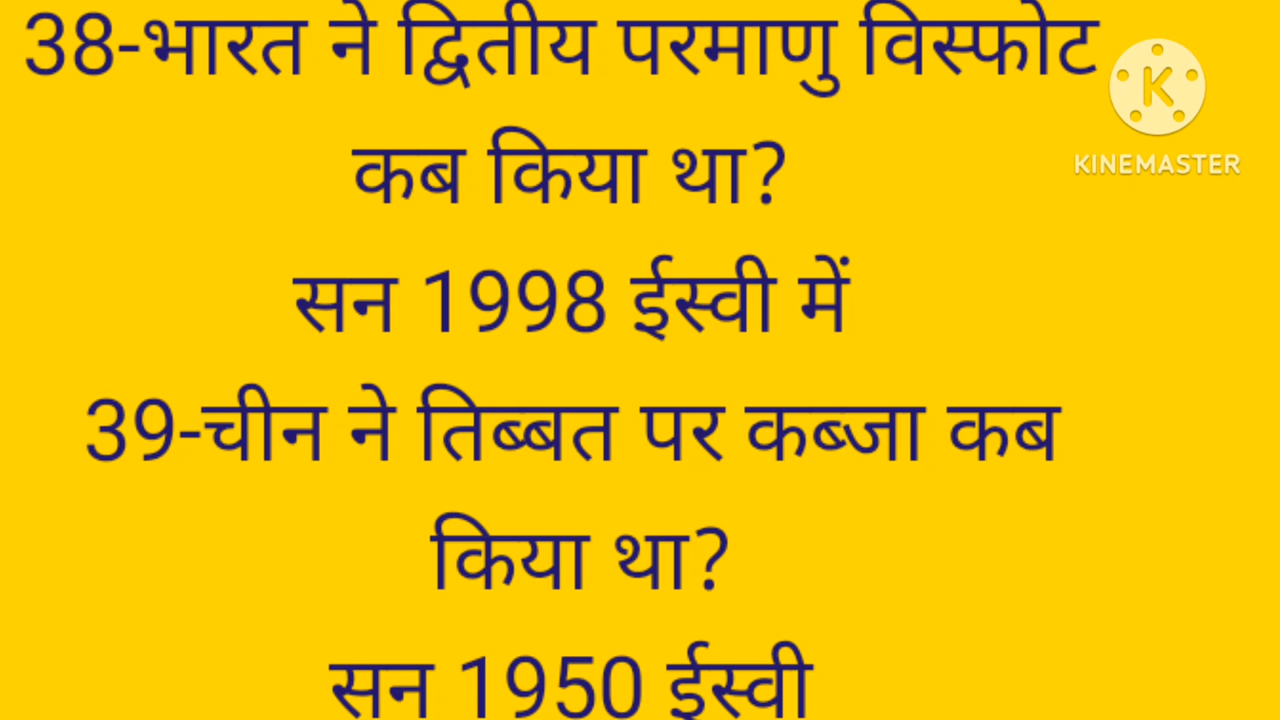 38-भारत ने द्वितीय परमाणु विस्फोट
कब किया था?
KINEMASTER
सन 1998 ईस्वी में
39-चीन ने तिब्बत पर कब्जा कब
किया था?
सन 1950 ईस्वी